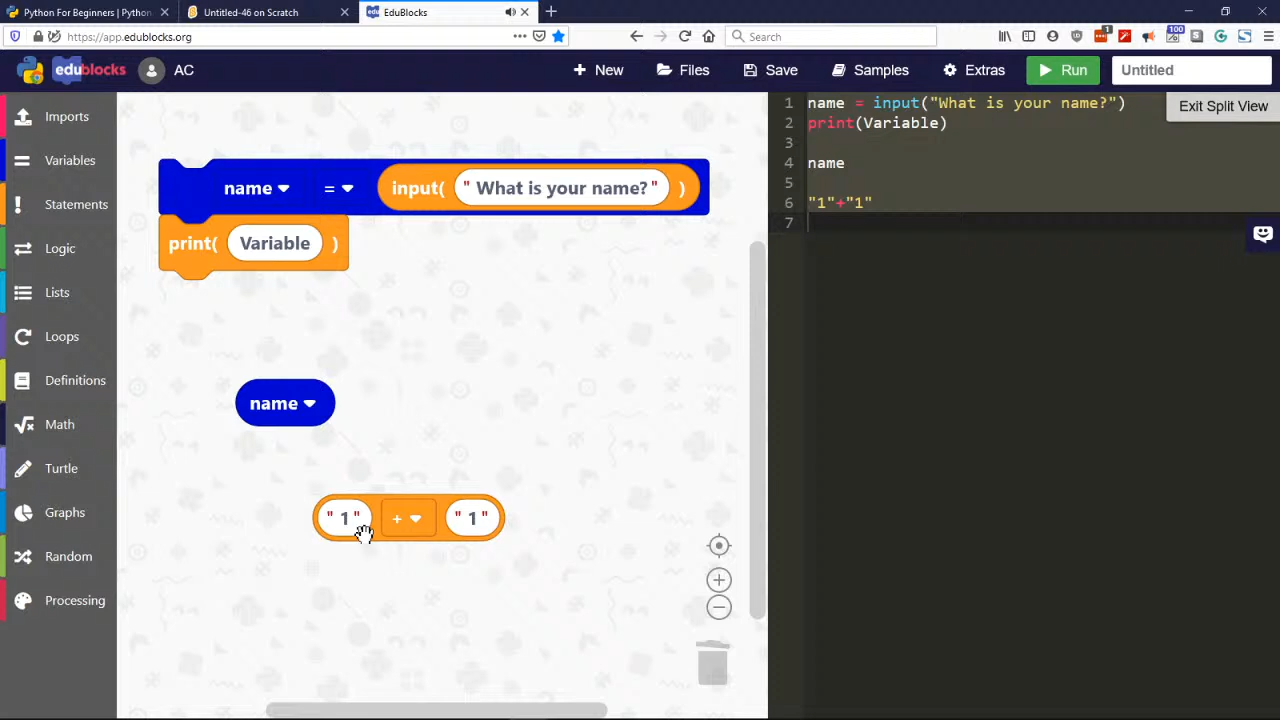 Python For Beginners | Python
Untitled-46 on Scratch
EduBlocks
https://app.edublocks.org
Search
1
100
edublocks
AC
New
Files
Save
Samples
Extras
Run
Untitled
Imports
Variables
Statements
Logic
Lists
Loops
Definitions
Math
Turtle
Graphs
Random
Processing
name = input( " What is your name? " )
print( Variable )
name
" 1 " + " 1 "
Exit Split View
1 name = input("What is your name?")
2 print(Variable)
3
4 name
5
6 "1"+"1"
7